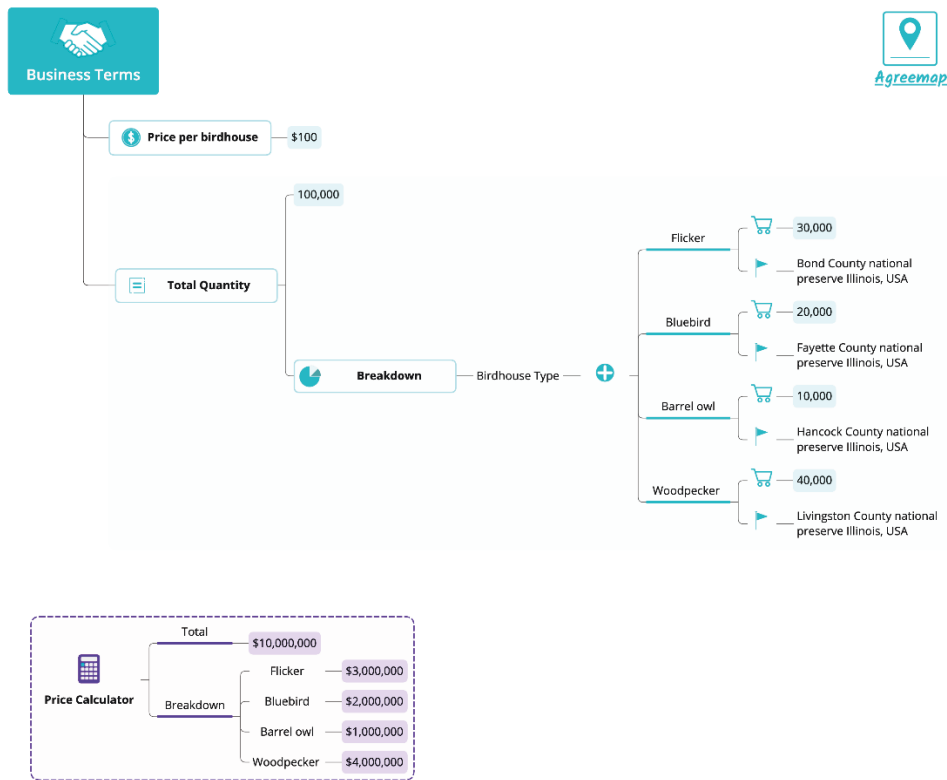 Business Terms
Agreemap
Price per birdhouse
$100
100,000
Total Quantity
Breakdown
Birdhouse Type
Flicker
30,000
Bond County national
preserve Illinois, USA
Bluebird
20,000
Fayette County national
preserve Illinois, USA
Barrel owl
10,000
Hancock County national
preserve Illinois, USA
Woodpecker
40,000
Livingston County national
preserve Illinois, USA
Price Calculator
Total
$10,000,000
Breakdown
Flicker
$3,000,000
Bluebird
$2,000,000
Barrel owl
$1,000,000
Woodpecker
$4,000,000